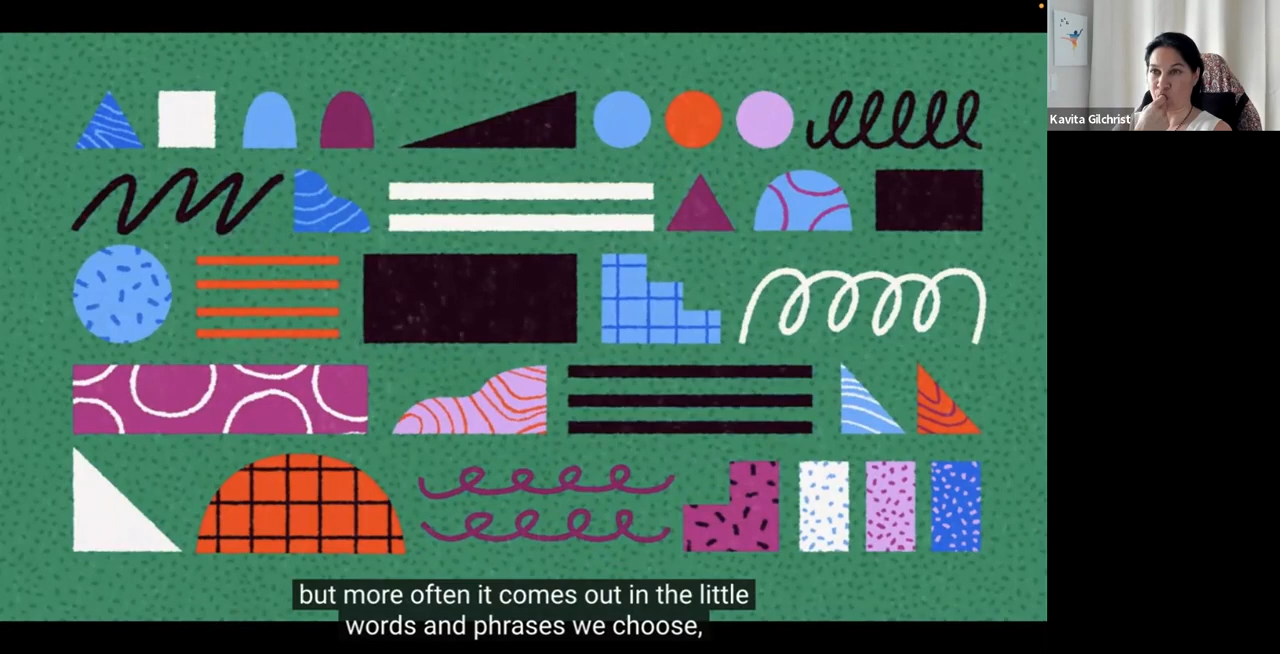 Kavita Gilchrist
but more often it comes out in the little
words and phrases we choose,